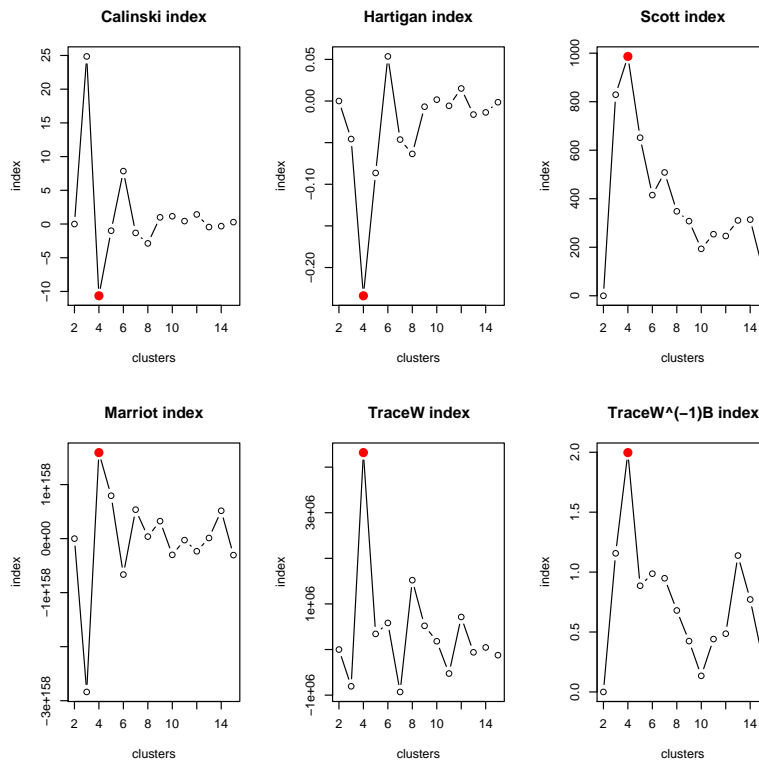 Calinski index
index
25
20
15
10
5
0
−5
−10
2 4 6 8 10 14
clusters
Hartigan index
index
0.05
0.00
−0.10
−0.20
2 4 6 8 10 14
clusters
Scott index
index
1000
800
600
400
200
0
2 4 6 8 10 14
clusters
Marriot index
index
1e+158
0e+00
−1e+158
−3e+158
2 4 6 8 10 14
clusters
TraceW index
index
3e+06
1e+06
−1e+06
2 4 6 8 10 14
clusters
TraceW^(−1)B index
index
2.0
1.5
1.0
0.5
0.0
2 4 6 8 10 14
clusters